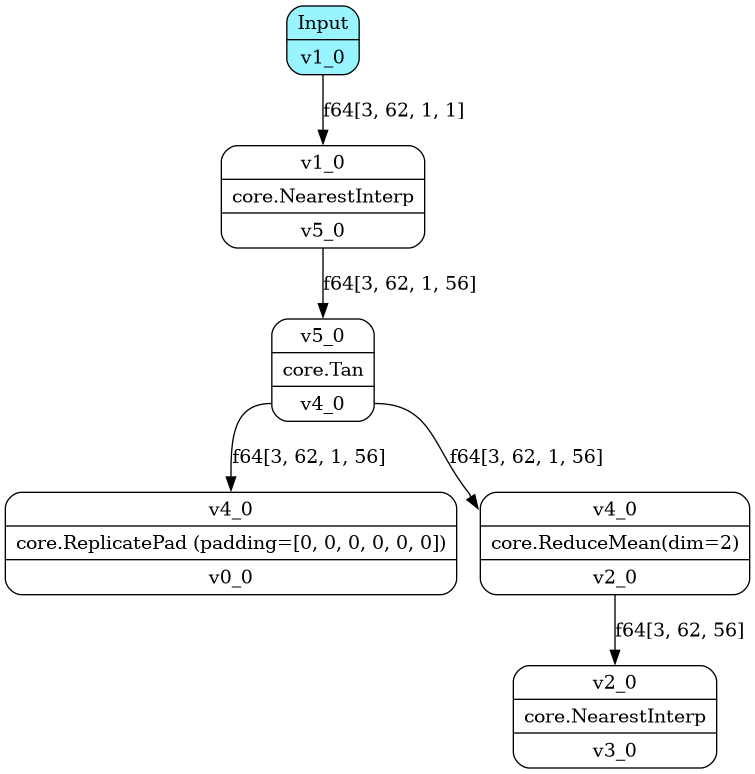 Input
v1_0
f64[3, 62, 1, 1]
v1_0
core.NearestInterp
v5_0
f64[3, 62, 1, 56]
v5_0
core.Tan
v4_0
f64[3, 62, 1, 56]
f64[3, 62, 1, 56]
v4_0
core.ReplicatePad (padding=[0, 0, 0, 0, 0, 0])
v0_0
v4_0
core.ReduceMean(dim=2)
v2_0
f64[3, 62, 56]
v2_0
core.NearestInterp
v3_0